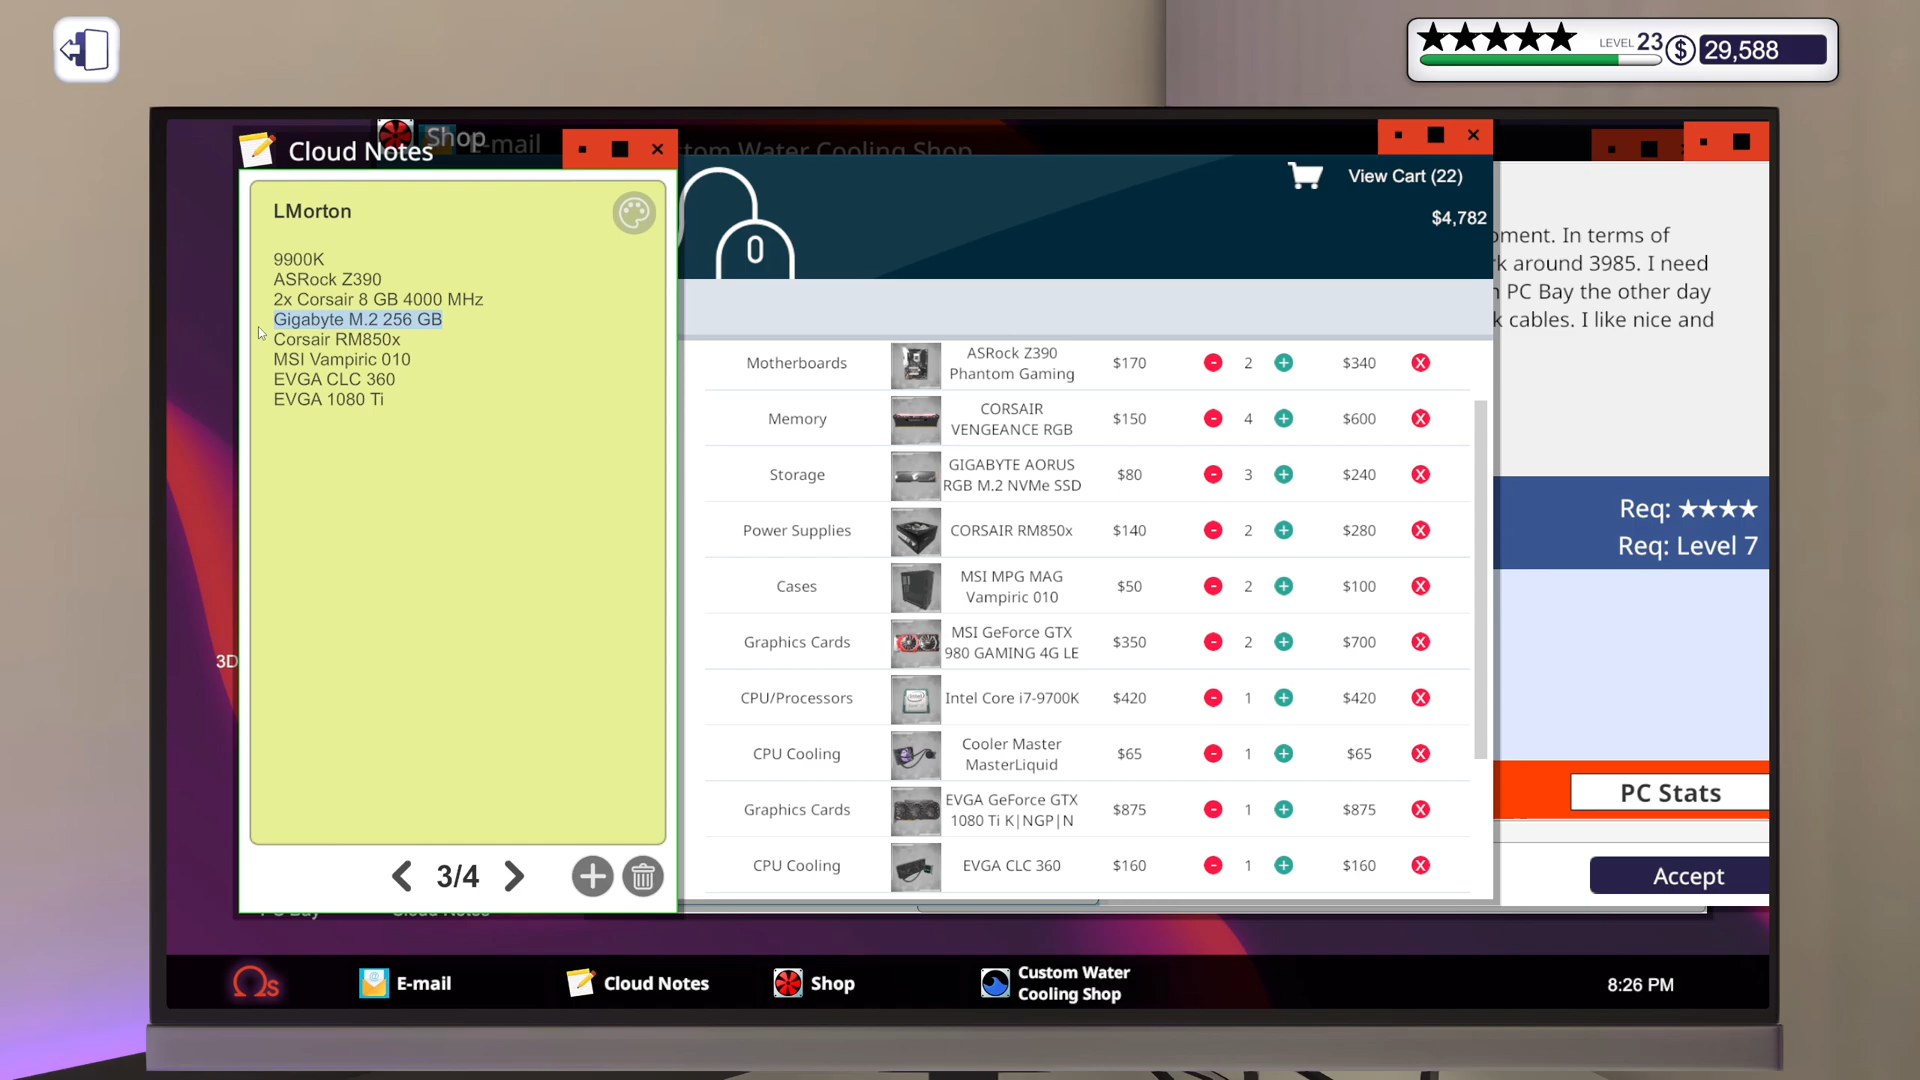 LEVEL 23
$ 29,588
Cloud Notes
Shop
E-mail
ustom Water Cooling Shop
LMorton
9900K
ASRock Z390
2x Corsair 8 GB 4000 MHz
Gigabyte M.2 256 GB
Corsair RM850x
MSI Vampiric 010
EVGA CLC 360
EVGA 1080 Ti
3/4
View Cart (22)
$4,782
Motherboards ASRock Z390 Phantom Gaming $170 2 $340
Memory CORSAIR VENGEANCE RGB $150 4 $600
Storage GIGABYTE AORUS RGB M.2 NVMe SSD $80 3 $240
Power Supplies CORSAIR RM850x $140 2 $280
Cases MSI MPG MAG Vampiric 010 $50 2 $100
Graphics Cards MSI GeForce GTX 980 GAMING 4G LE $350 2 $700
CPU/Processors Intel Core i7-9700K $420 1 $420
CPU Cooling Cooler Master MasterLiquid $65 1 $65
Graphics Cards EVGA GeForce GTX 1080 Ti K|NGP|N $875 1 $875
CPU Cooling EVGA CLC 360 $160 1 $160
oment. In terms of
k around 3985. I need
n PC Bay the other day
k cables. I like nice and
Req: ★★★★
Req: Level 7
PC Stats
Accept
3D
Ωs
E-mail
Cloud Notes
Shop
Custom Water
Cooling Shop
8:26 PM